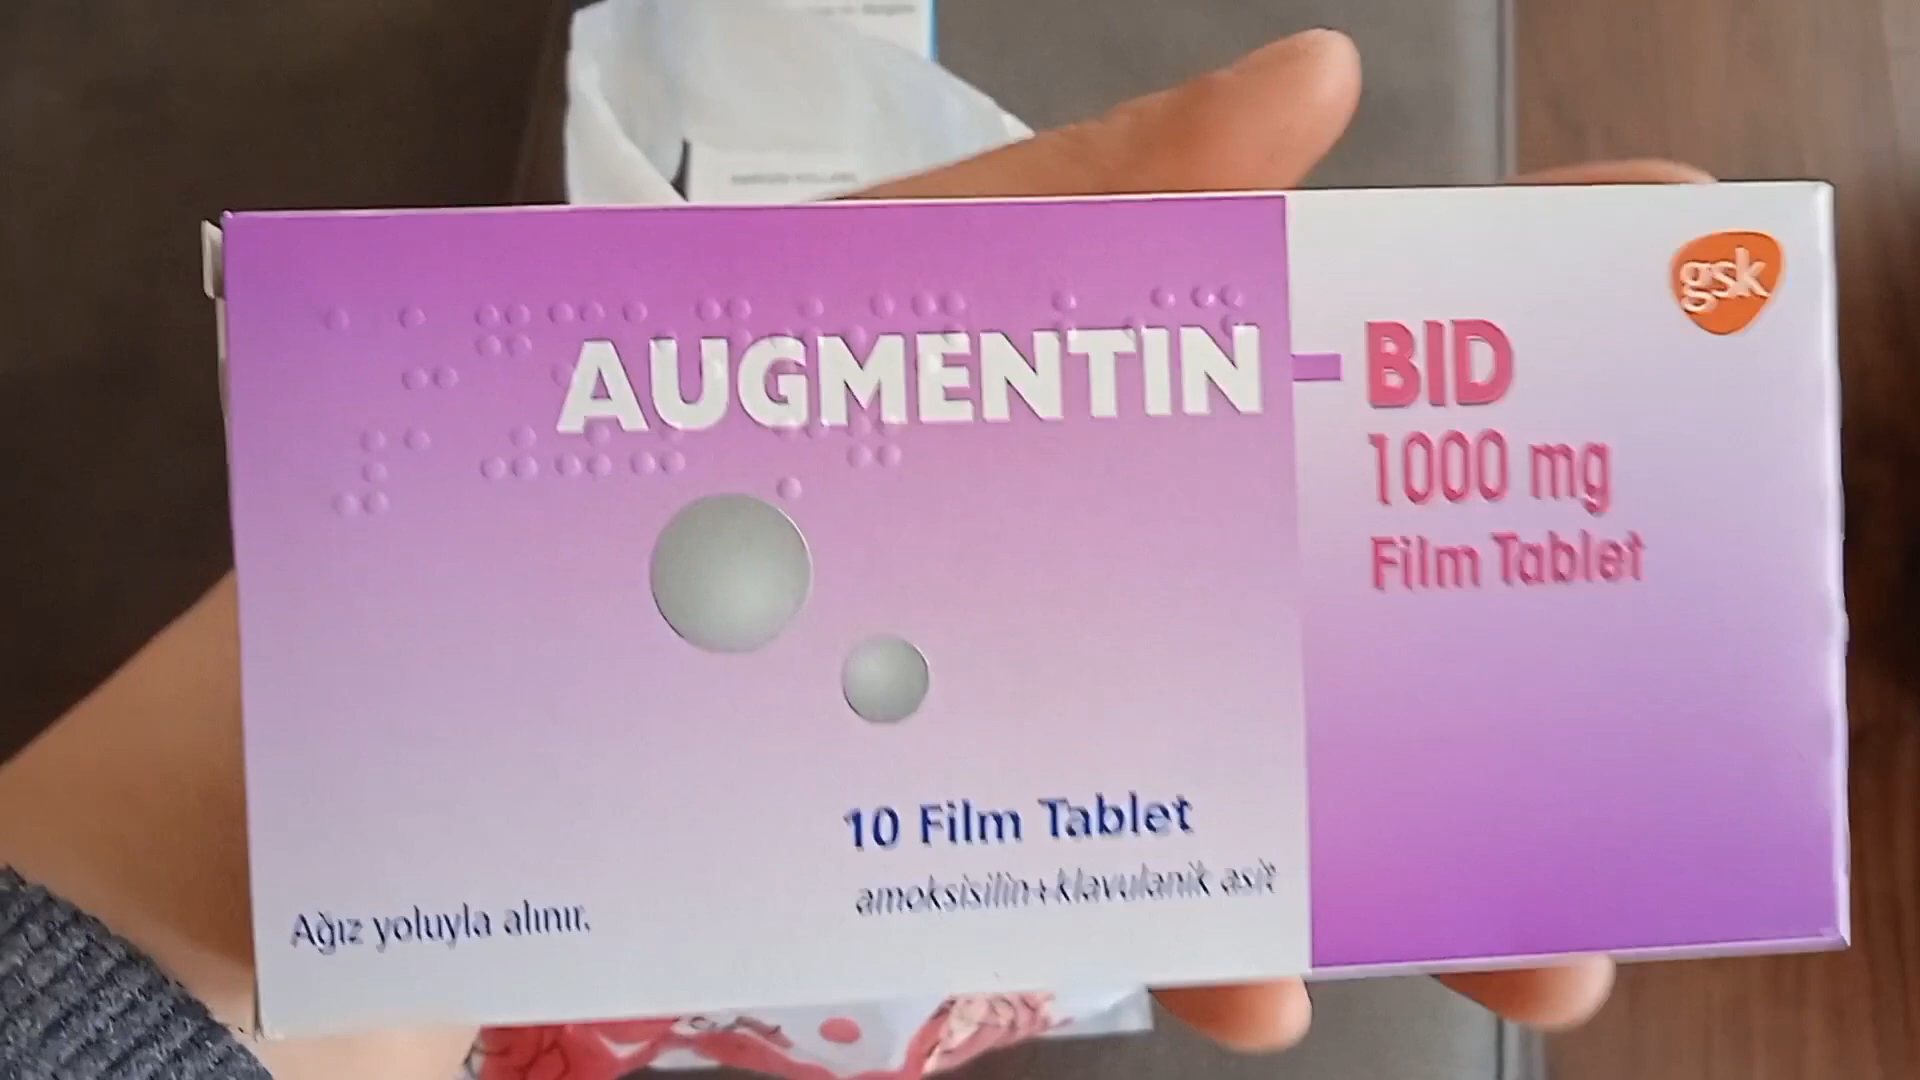 gsk
AUGMENTIN-BID
1000 mg
Film Tablet
10 Film Tablet
amoksisilin+klavulanik asit
Ağız yoluyla alınır.